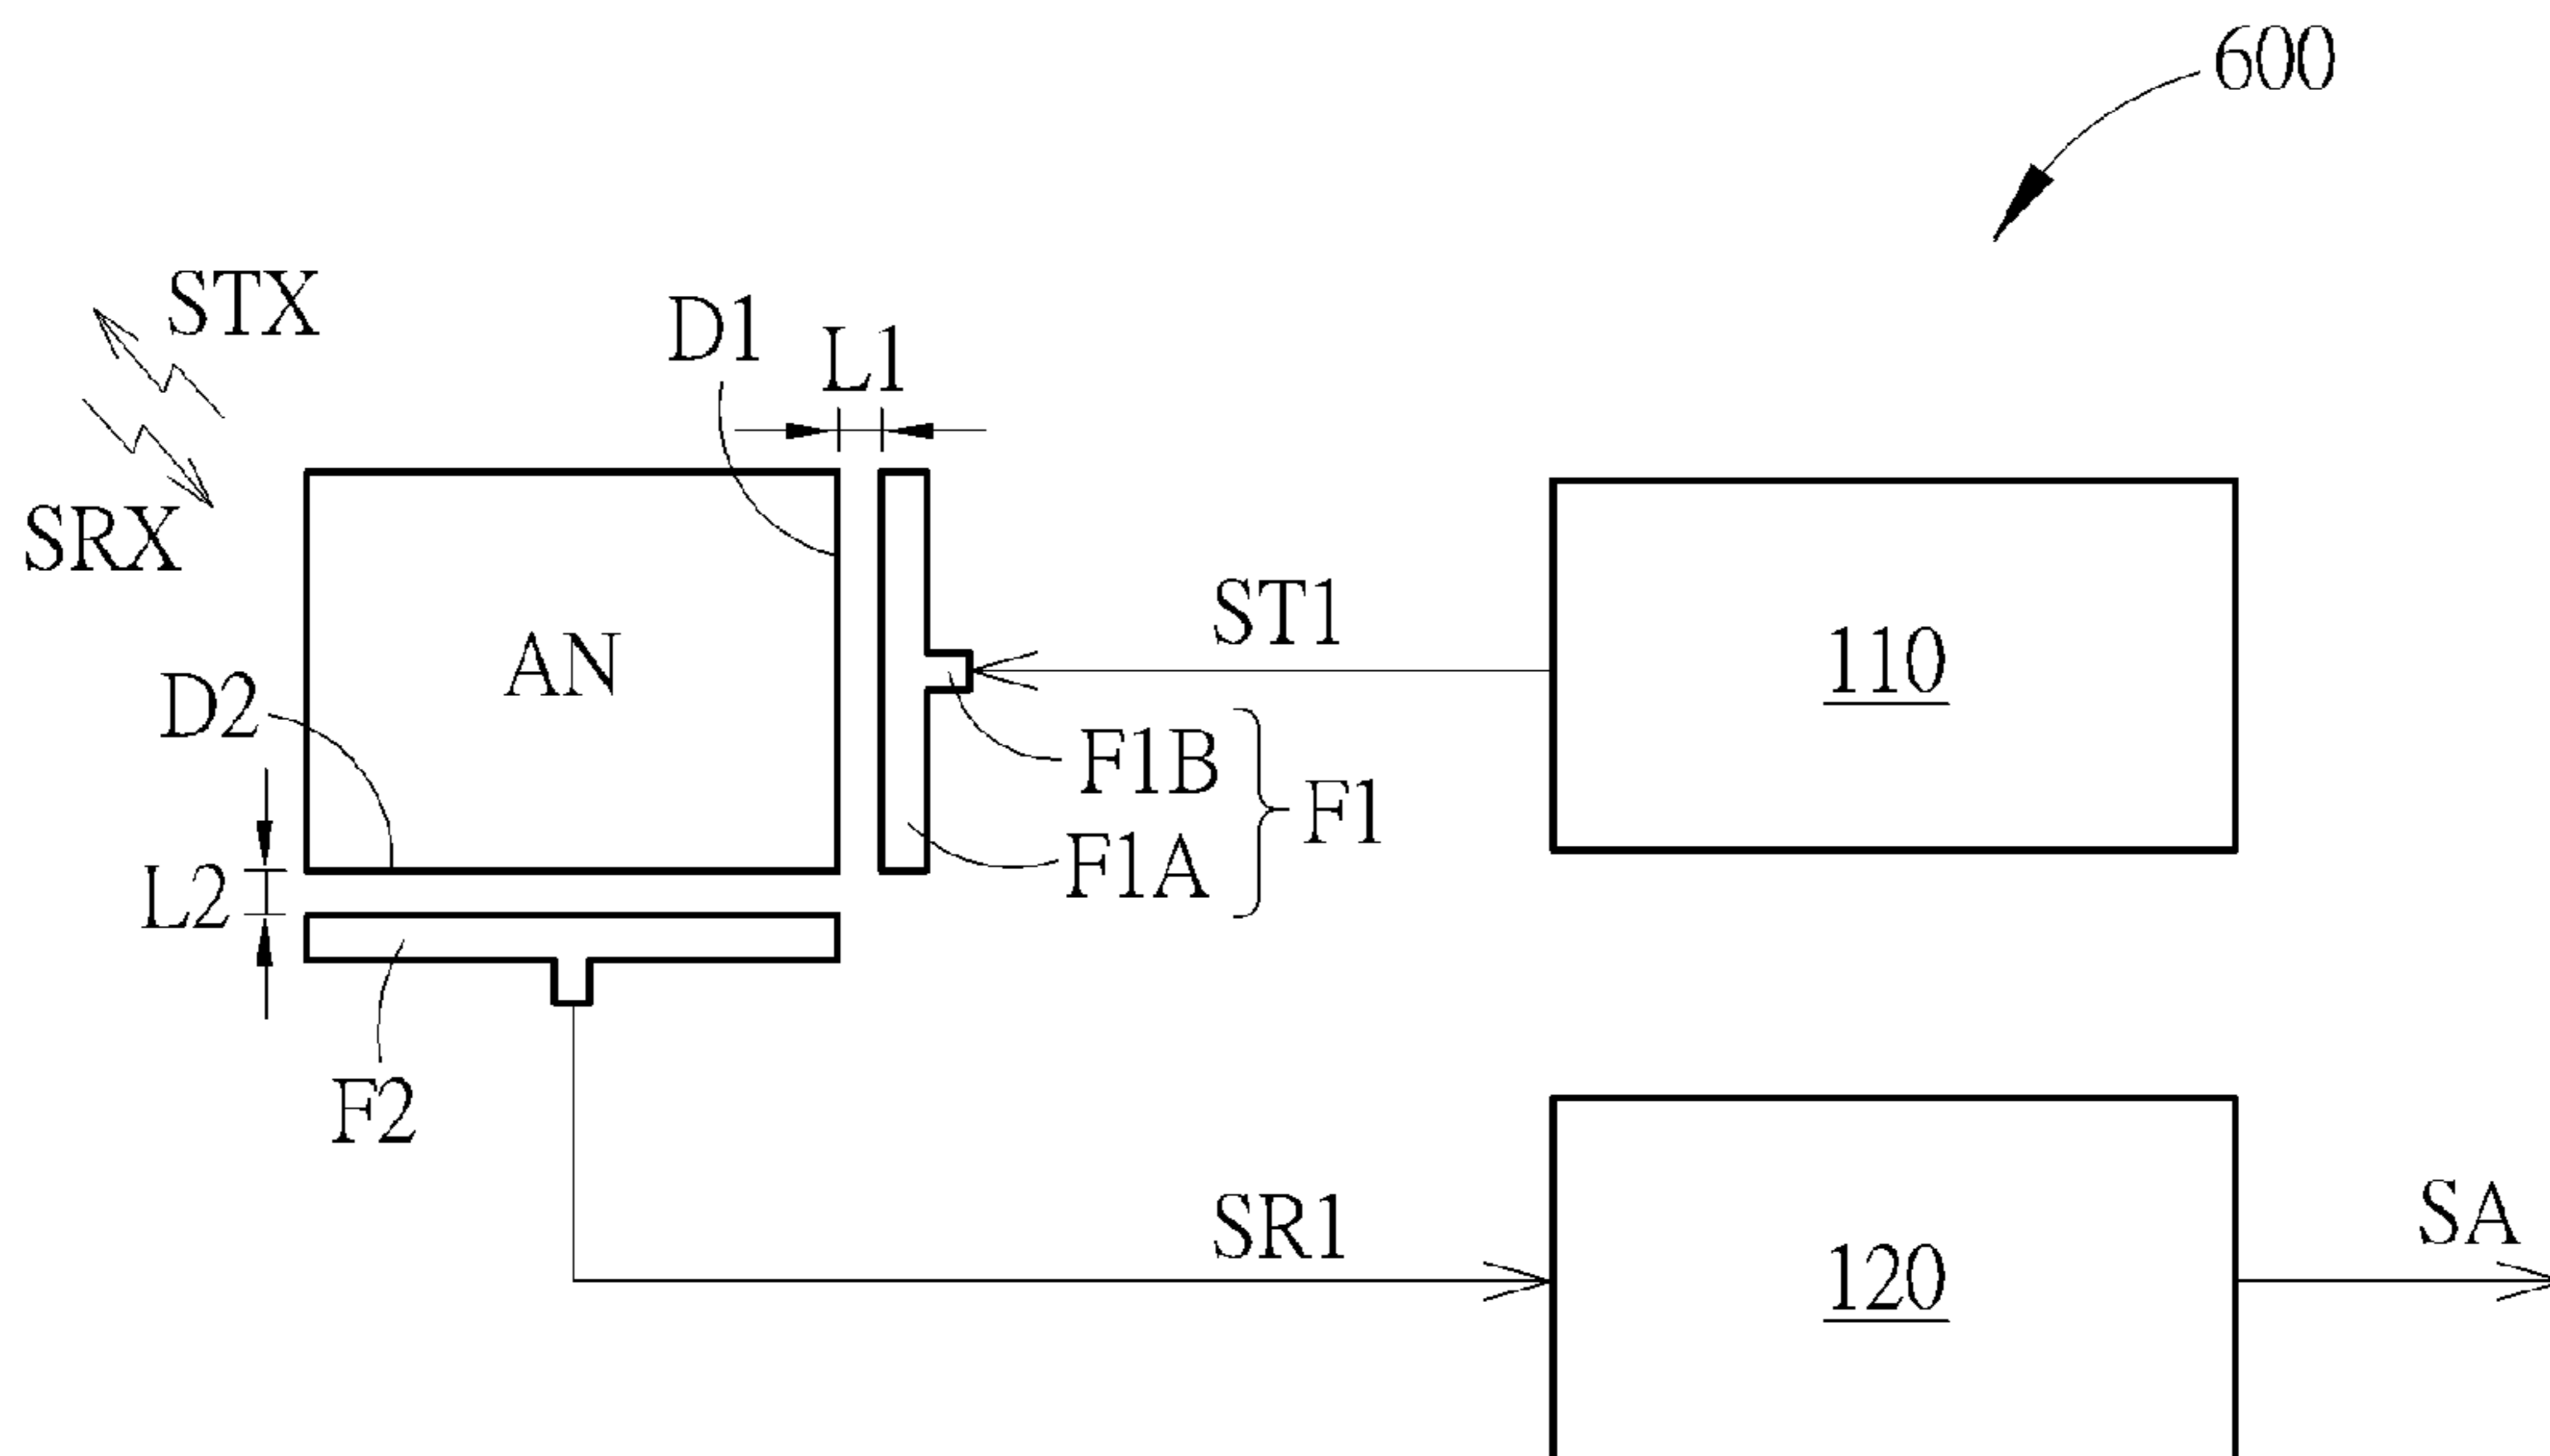 600
STX
D1
L1
SRX
ST1
AN
110
D2
F1B
F1
F1A
L2
F2
SR1
SA
120